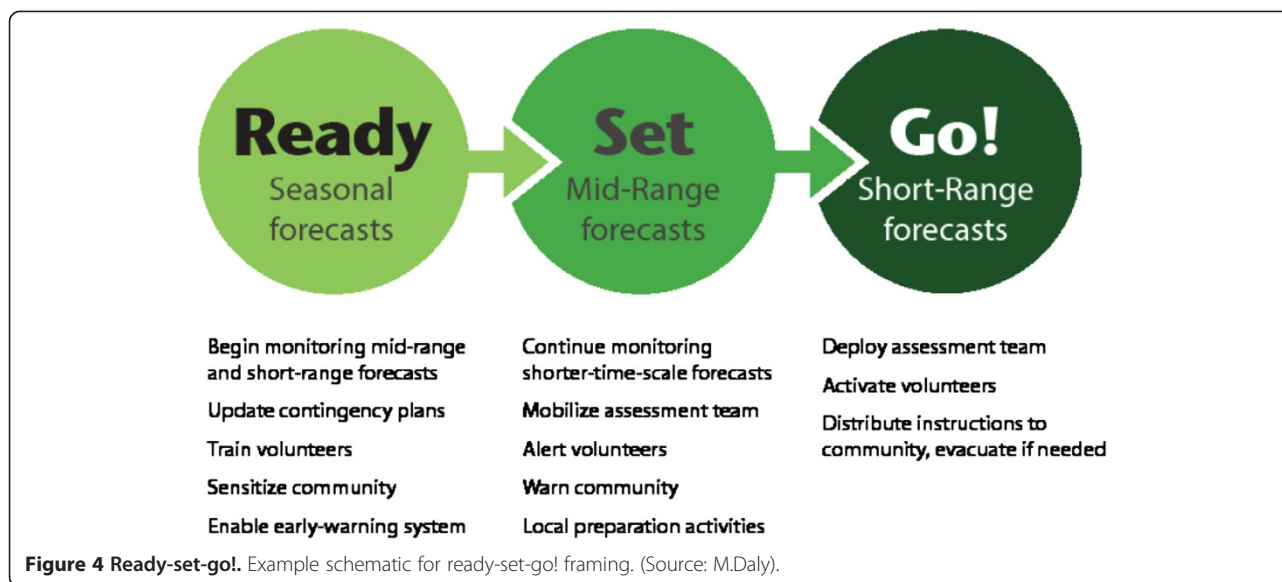 Ready
Seasonal
forecasts
Set
Mid-Range
forecasts
Go!
Short-Range
forecasts
Begin monitoring mid-range
and short-range forecasts
Update contingency plans
Train volunteers
Sensitize community
Enable early-warning system
Continue monitoring
shorter-time-scale forecasts
Mobilize assessment team
Alert volunteers
Warn community
Local preparation activities
Deploy assessment team
Activate volunteers
Distribute instructions to
community, evacuate if needed
Figure 4 Ready-set-go!. Example schematic for ready-set-go! framing. (Source: M.Daly).